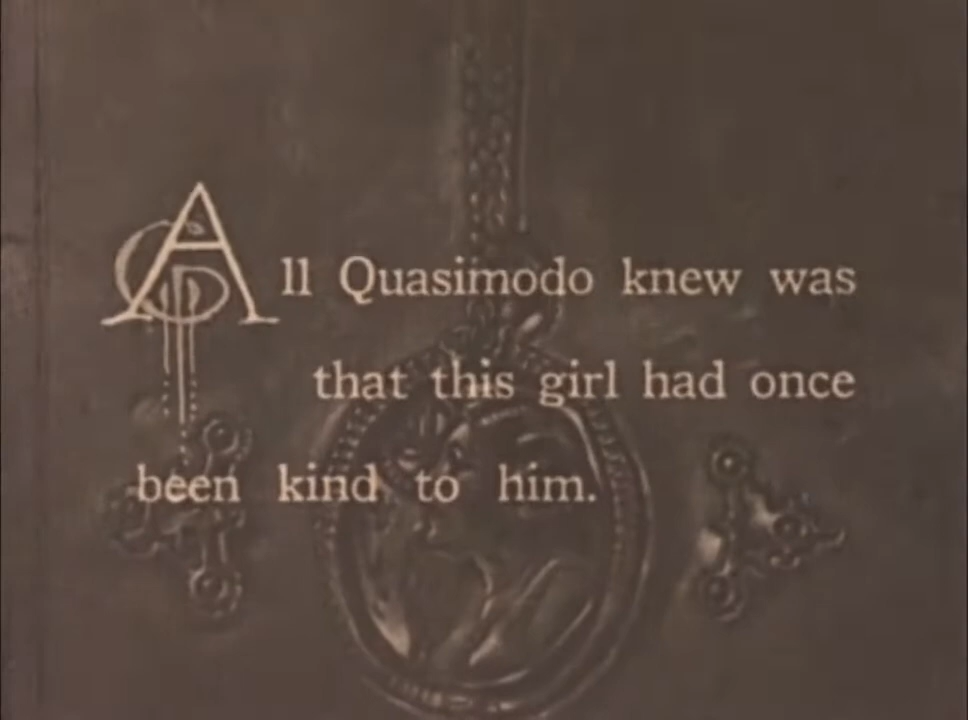 All Quasimodo knew was
that this girl had once
been kind to him.